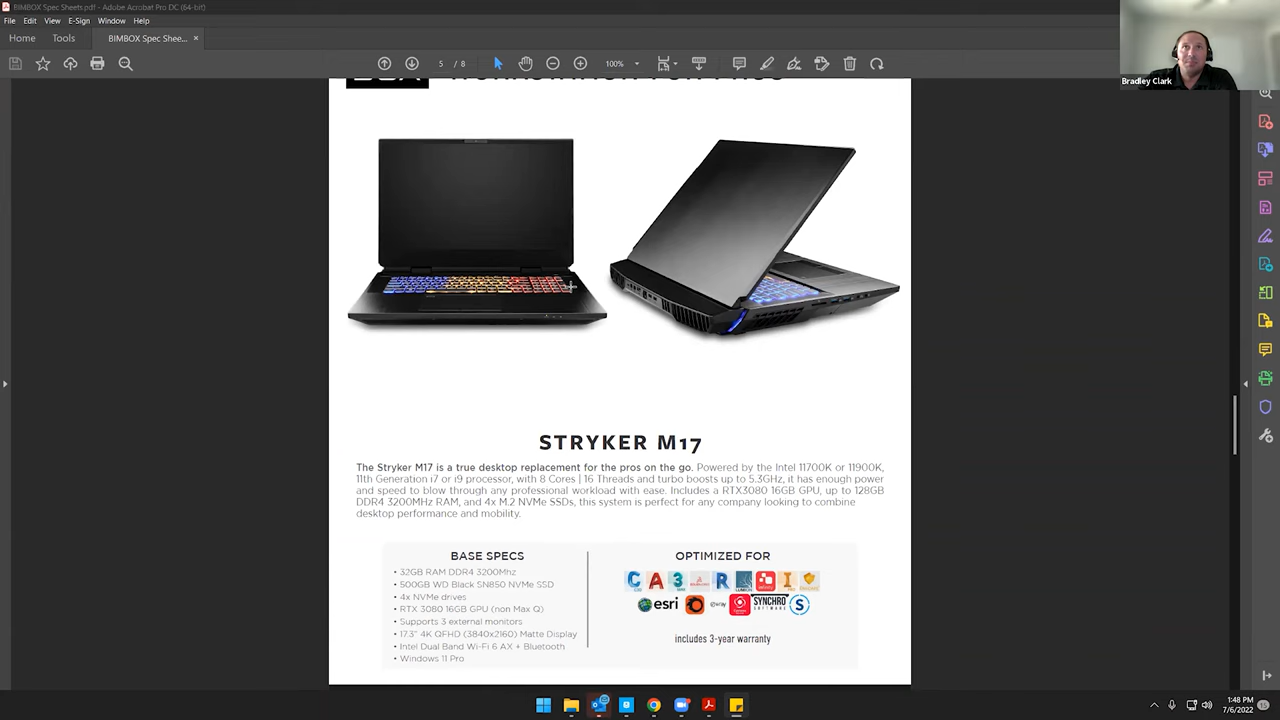 BIMBOX Spec Sheets.pdf - Adobe Acrobat Pro DC (64-bit)
File Edit View E-Sign Window Help
Home Tools BIMBOX Spec Shee... ×
5 / 8 100%
Bradley Clark
WORKSTATION FOR PROS
STRYKER M17
The Stryker M17 is a true desktop replacement for the pros on the go. Powered by the Intel 11700K or 11900K,
11th Generation i7 or i9 processor, with 8 Cores | 16 Threads and turbo boosts up to 5.3GHz, it has enough power
and speed to blow through any professional workload with ease. Includes a RTX3080 16GB GPU, up to 128GB
DDR4 3200MHz RAM, and 4x M.2 NVMe SSDs, this system is perfect for any company looking to combine
desktop performance and mobility.
BASE SPECS
• 32GB RAM DDR4 3200Mhz
• 500GB WD Black SN850 NVMe SSD
• 4x NVMe drives
• RTX 3080 16GB GPU (non Max Q)
• Supports 3 external monitors
• 17.3" 4K QFHD (3840x2160) Matte Display
• Intel Dual Band Wi-Fi 6 AX + Bluetooth
• Windows 11 Pro
OPTIMIZED FOR
C A 3 R I
esri SYNCHRO S
SOFTWARE
includes 3-year warranty
1:48 PM
7/6/2022